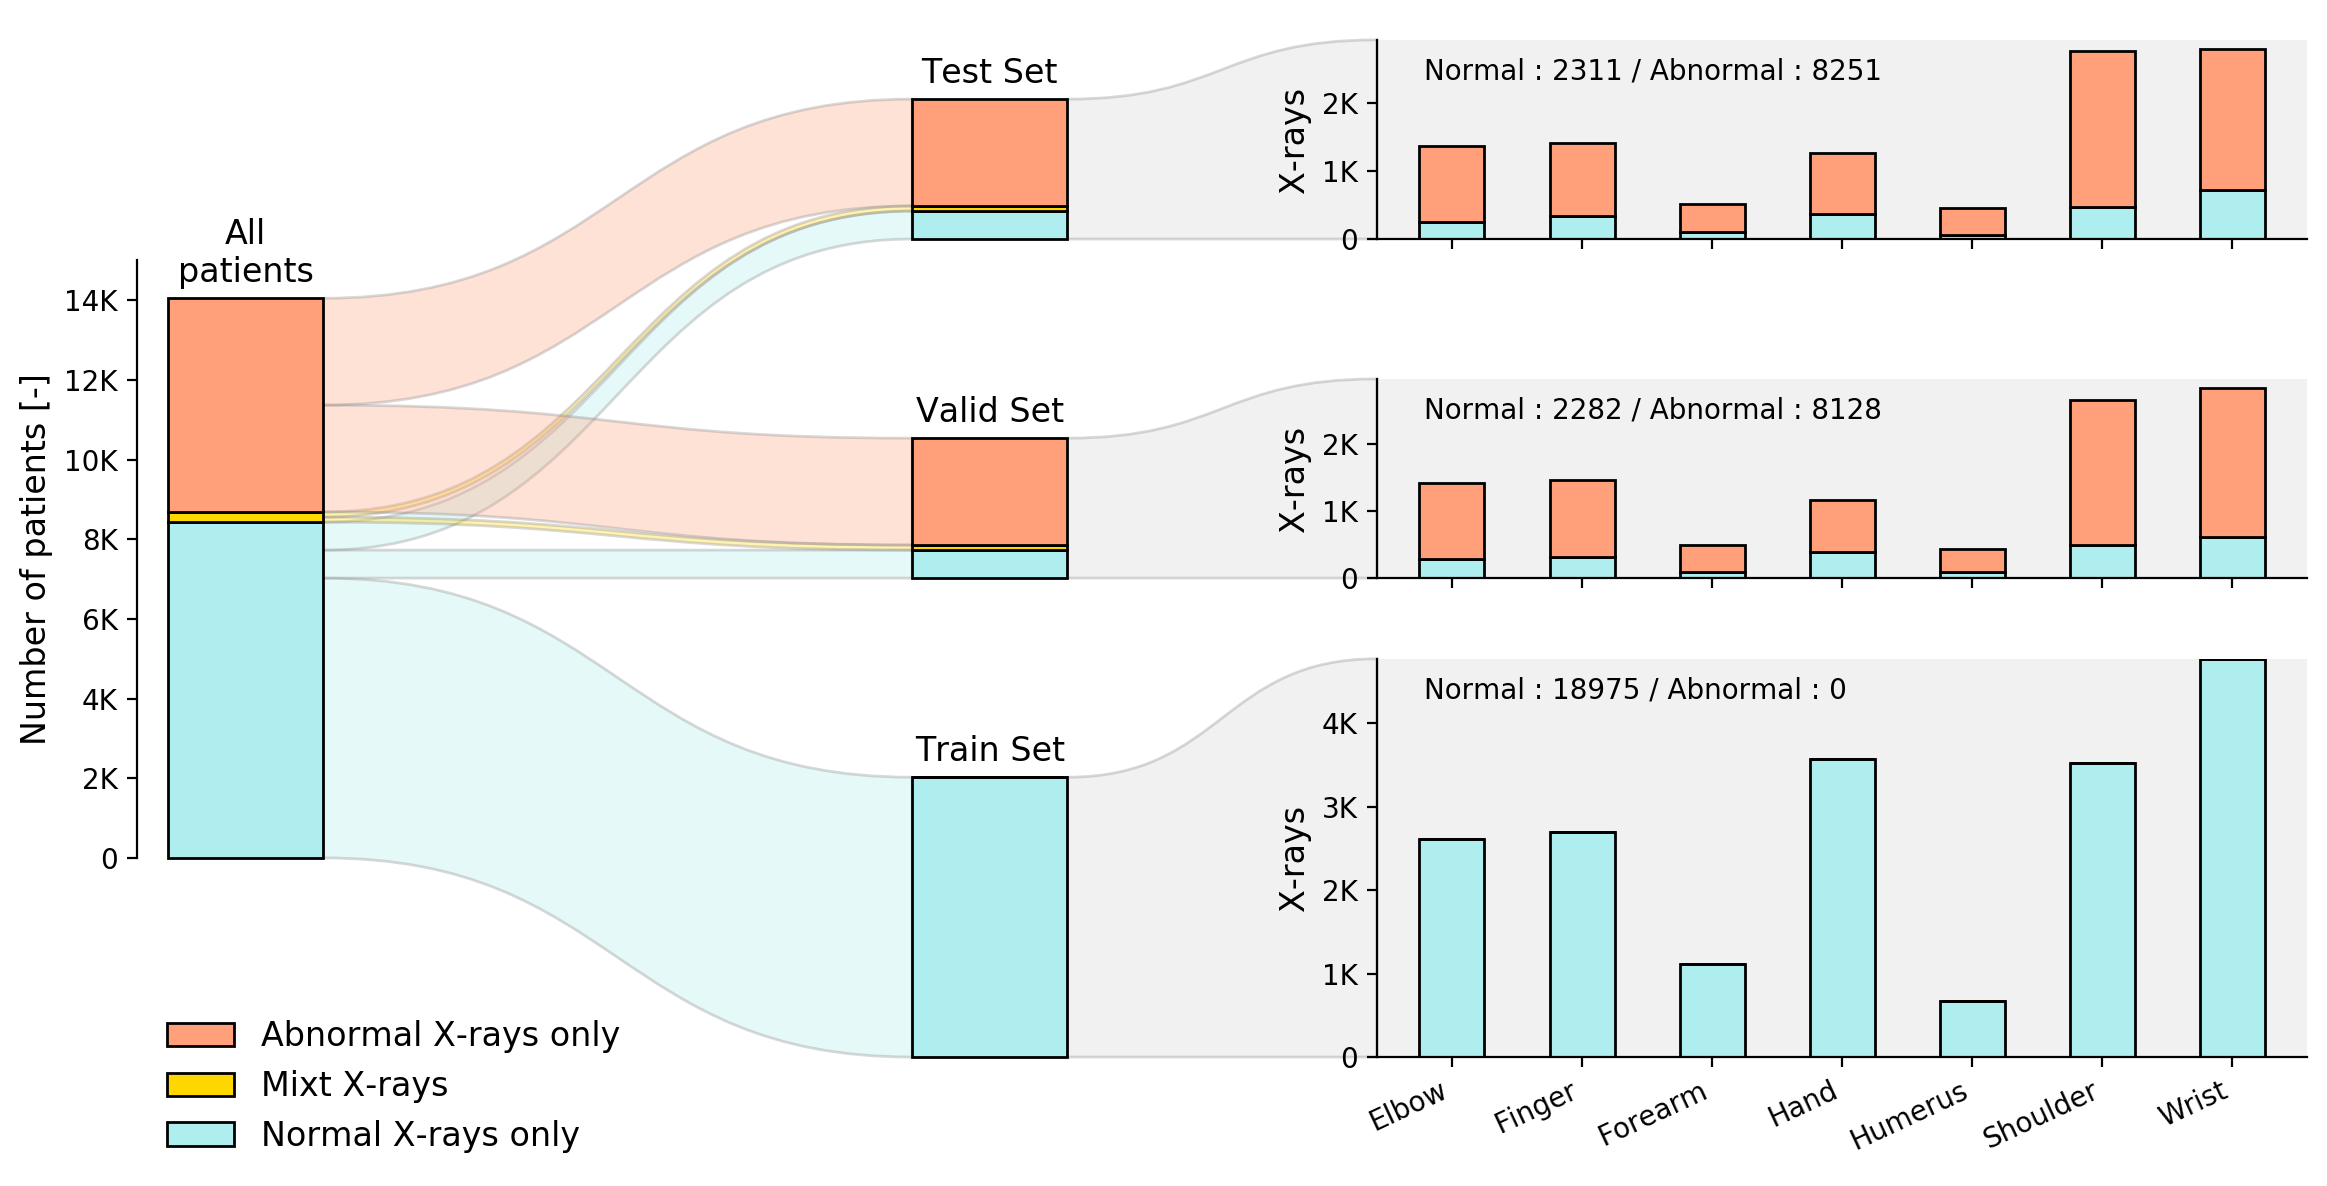 All
patients
Number of patients [-]
14K
12K
10K
8K
6K
4K
2K
0
Abnormal X-rays only
Mixt X-rays
Normal X-rays only
Test Set
Valid Set
Train Set
Normal : 2311 / Abnormal : 8251
X-rays
2K
1K
0
Normal : 2282 / Abnormal : 8128
X-rays
2K
1K
0
Normal : 18975 / Abnormal : 0
X-rays
4K
3K
2K
1K
0
Elbow
Finger
Forearm
Hand
Humerus
Shoulder
Wrist